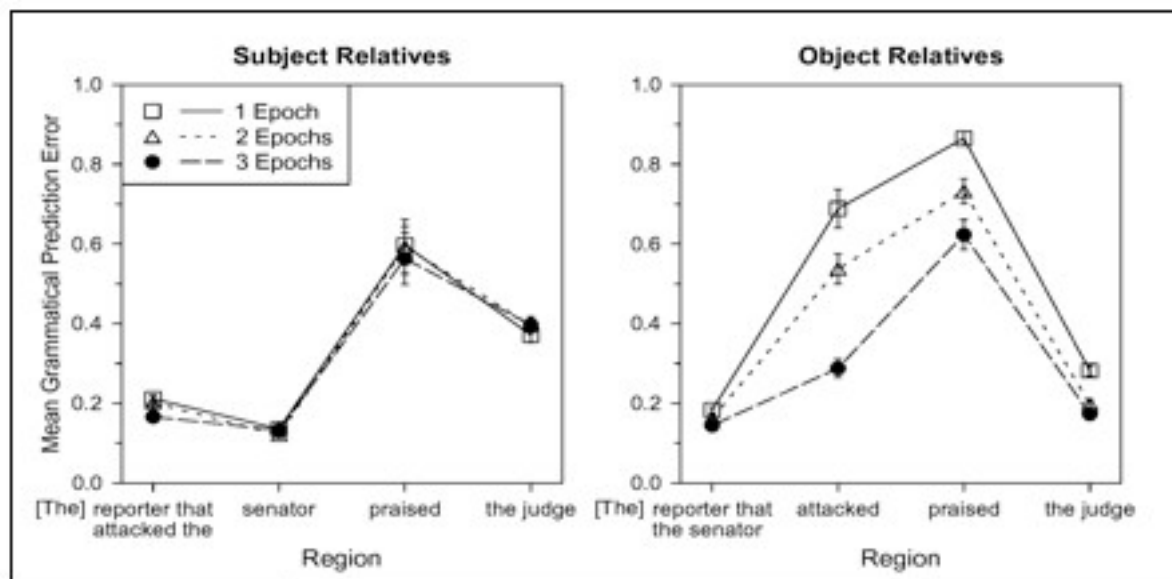 Subject Relatives
Object Relatives
Mean Grammatical Prediction Error
1.0
0.8
0.6
0.4
0.2
0.0
1 Epoch
2 Epochs
3 Epochs
[The] reporter that
attacked the
senator
praised
the judge
Region
1.0
0.8
0.6
0.4
0.2
0.0
[The] reporter that
the senator
attacked
praised
the judge
Region